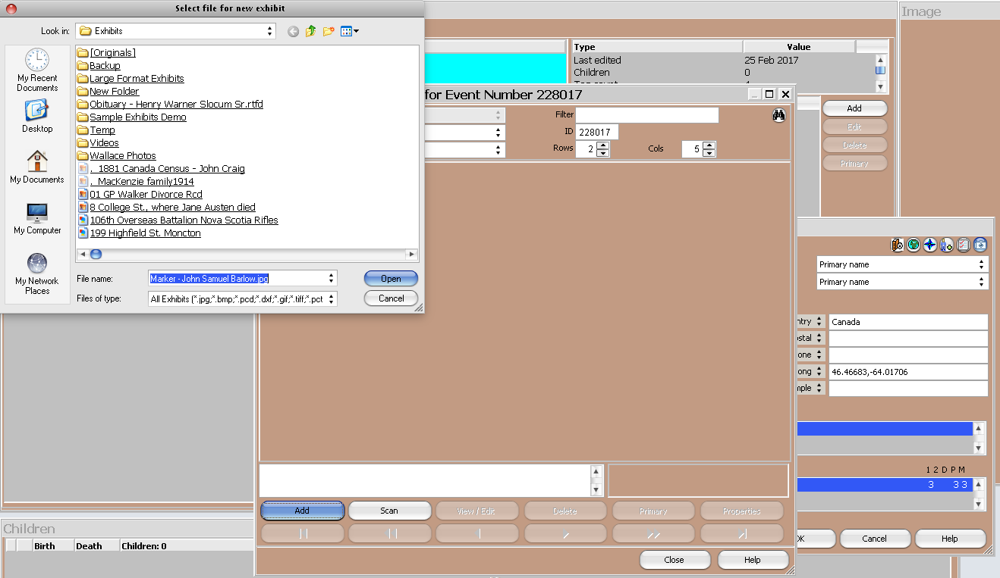 Select file for new exhibit
Look in: Exhibits
My Recent
Documents
Desktop
My Documents
My Computer
My Network
Places
[Originals]
Backup
Large Format Exhibits
New Folder
Obituary - Henry Warner Slocum Sr.rtfd
Sample Exhibits Demo
Temp
Videos
Wallace Photos
,_1881 Canada Census - John Craig
,_MacKenzie family1914
01 GP Walker Divorce Rcd
8 College St., where Jane Austen died
106th Overseas Battalion Nova Scotia Rifles
199 Highfield St. Moncton
File name: Marker - John Samuel Barlow.jpg Open
Files of type: All Exhibits (*.jpg;*.bmp;*.pcd;*.dxf;*.gif;*.tiff;*.pct Cancel
Image
Type Value
Last edited 25 Feb 2017
Children 0
Add
Edit
Delete
Primary
for Event Number 228017
Filter
ID 228017
Rows 2 Cols 5
Primary name
Primary name
ntry Canada
ostal
one
ong 46.46683,-64.01706
mple
1 2 D P M
3 3 3
Add Scan View / Edit Delete Primary Properties
Close Help
OK Cancel Help
Children
Birth Death Children: 0